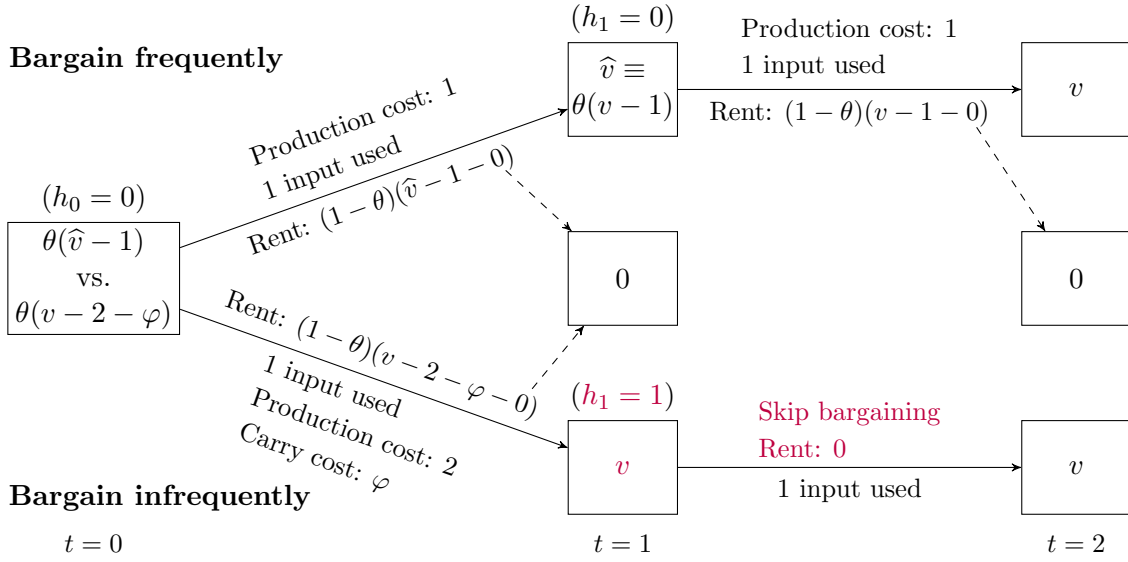 Bargain frequently
(h₀ = 0)
θ(v̂ − 1)
vs.
θ(v − 2 − φ)
Production cost: 1
1 input used
Rent: (1 − θ)(v̂ − 1 − 0)
(h₁ = 0)
v̂ ≡
θ(v − 1)
Production cost: 1
1 input used
Rent: (1 − θ)(v − 1 − 0)
v
0
0
Rent: (1 − θ)(v − 2 − φ − 0)
1 input used
Production cost: 2
Carry cost: φ
(h₁ = 1)
v
Skip bargaining
Rent: 0
1 input used
v
Bargain infrequently
t = 0
t = 1
t = 2